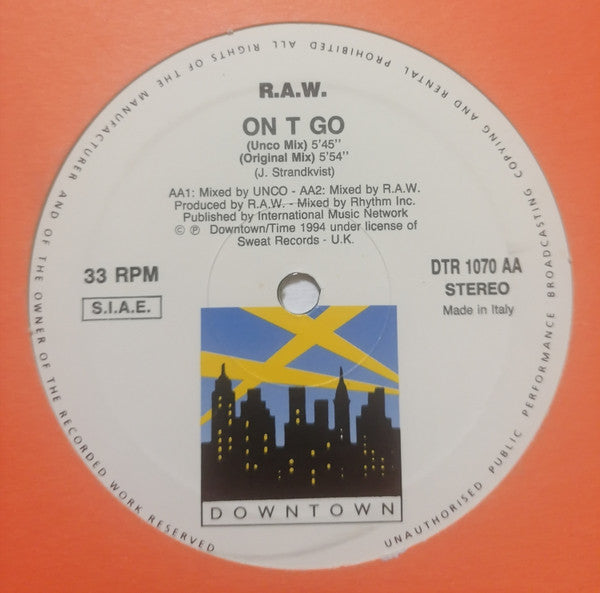 R.A.W.
ON T GO
(Unco Mix) 5'45''
(Original Mix) 5'54''
(J. Strandkvist)
AA1: Mixed by UNCO - AA2: Mixed by R.A.W.
Produced by R.A.W. - Mixed by Rhythm Inc.
Published by International Music Network
© ℗ Downtown/Time 1994 under license of
Sweat Records - U.K.
33 RPM
S.I.A.E.
DTR 1070 AA
STEREO
Made in Italy
DOWNTOWN
ALL RIGHTS OF THE MANUFACTURER AND OF THE OWNER OF THE RECORDED WORK RESERVED
UNAUTHORISED PUBLIC PERFORMANCE BROADCASTING COPYING AND RENTAL PROHIBITED